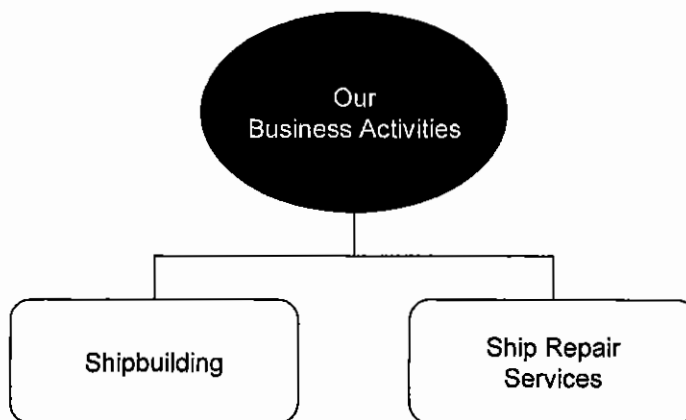 Our
Business Activities
Shipbuilding
Ship Repair
Services